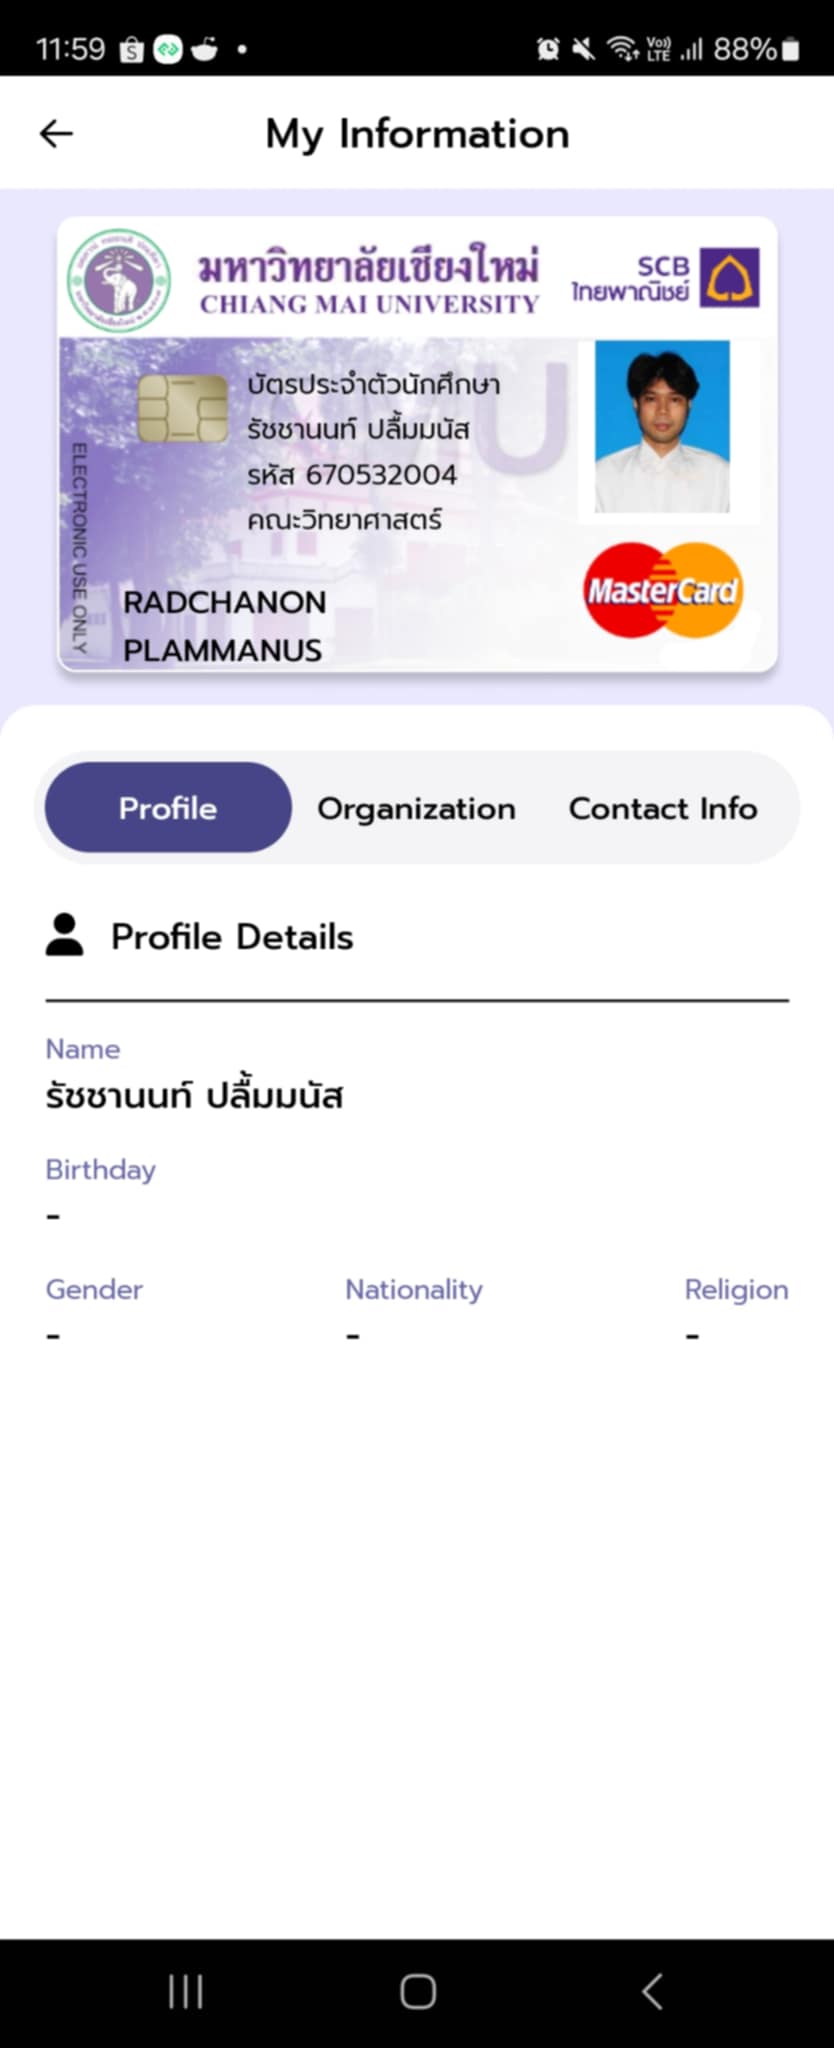 11:59
Vo)) LTE 88%
My Information
มหาวิทยาลัยเชียงใหม่
CHIANG MAI UNIVERSITY
SCB
ไทยพาณิชย์
บัตรประจำตัวนักศึกษา
รัชชานนท์ ปลื้มมนัส
รหัส 670532004
คณะวิทยาศาสตร์
ELECTRONIC USE ONLY
RADCHANON
PLAMMANUS
MasterCard
Profile Organization Contact Info
Profile Details
Name
รัชชานนท์ ปลื้มมนัส
Birthday
-
Gender Nationality Religion
- - -